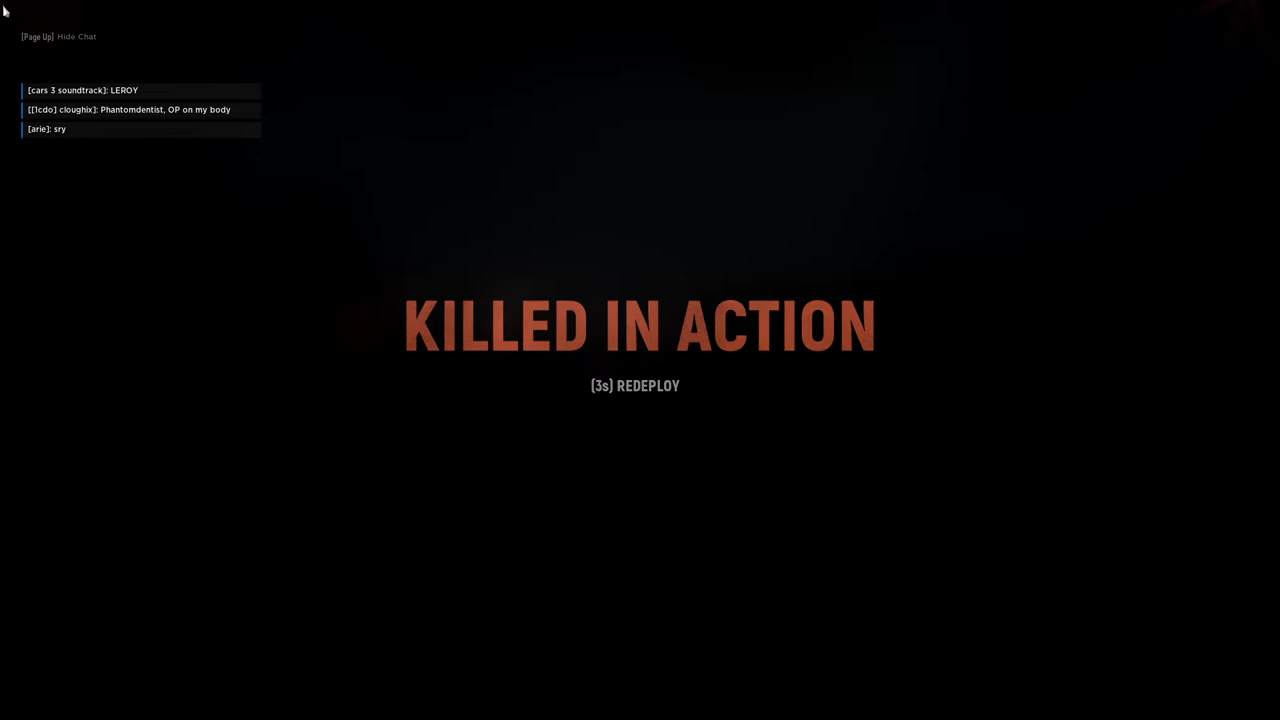 [Page Up] Hide Chat
[cars 3 soundtrack]: LEROY
[[1cdo] cloughix]: Phantomdentist, OP on my body
[arie]: sry
KILLED IN ACTION
(3s) REDEPLOY